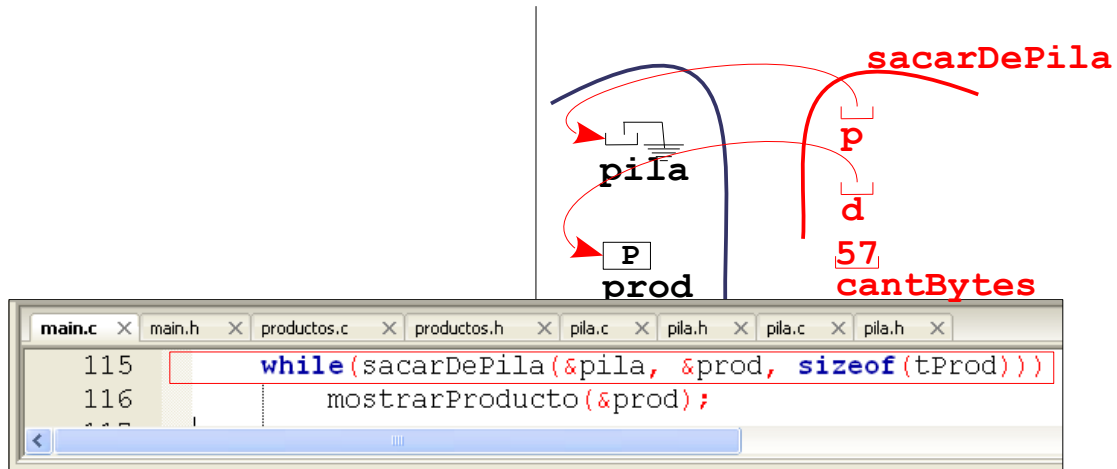 sacarDePila
p
pila
d
P
57
prod
cantBytes
main.c main.h productos.c productos.h pila.c pila.h pila.c pila.h
115 while(sacarDePila(&pila, &prod, sizeof(tProd)))
116 mostrarProducto(&prod);